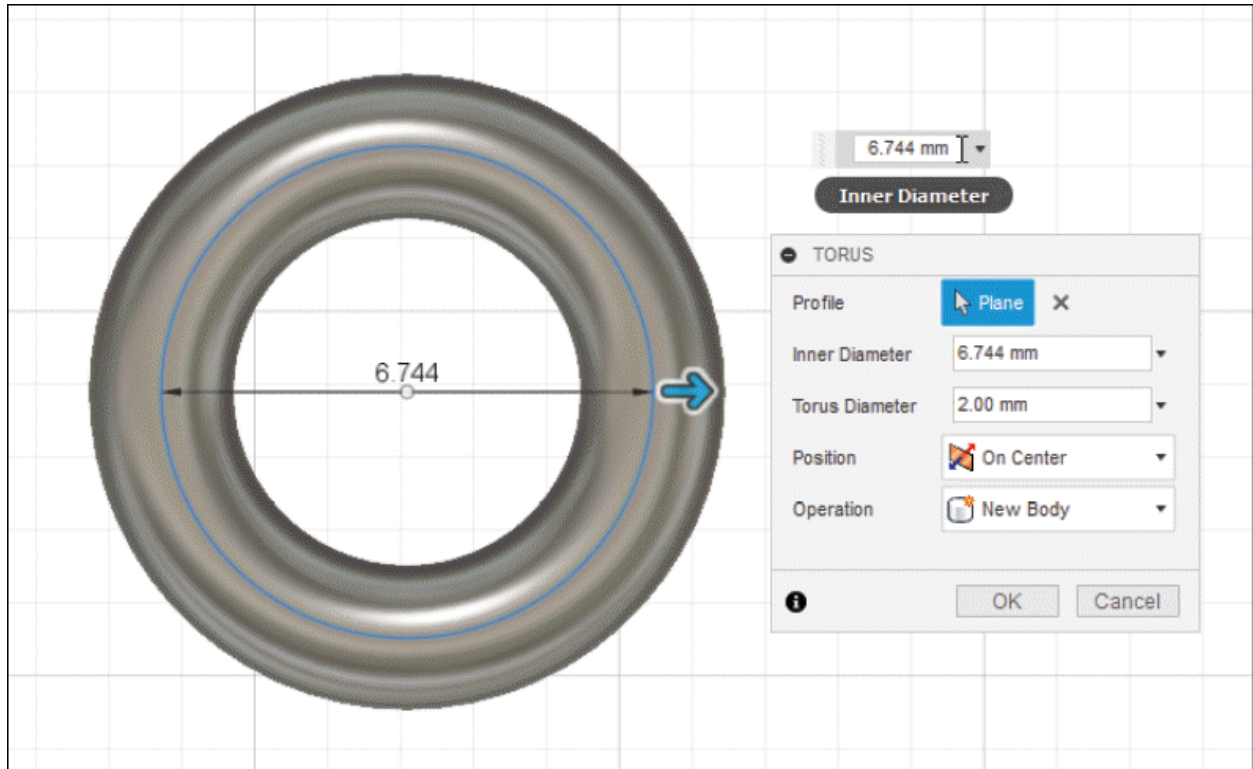 6.744 mm
Inner Diameter
TORUS
Profile Plane
Inner Diameter 6.744 mm
6.744
Torus Diameter 2.00 mm
Position On Center
Operation New Body
OK Cancel